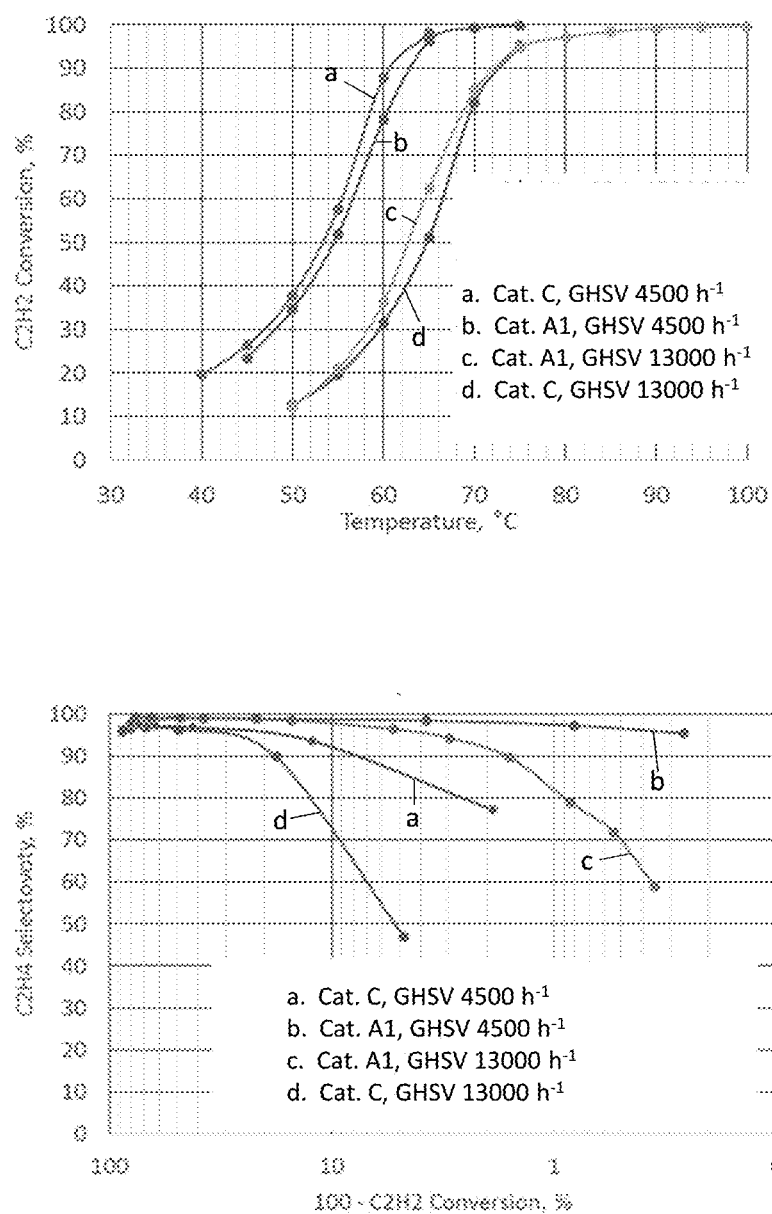 C2H2 Conversion, %
100
90
80
70
60
50
40
30
20
10
0
a
b
c
d
a. Cat. C, GHSV 4500 h⁻¹
b. Cat. A1, GHSV 4500 h⁻¹
c. Cat. A1, GHSV 13000 h⁻¹
d. Cat. C, GHSV 13000 h⁻¹
30 40 50 60 70 80 90 100
Temperature, °C
C2H4 Selectovoty, %
100
90
80
70
60
50
40
30
20
10
0
d
a
b
c
a. Cat. C, GHSV 4500 h⁻¹
b. Cat. A1, GHSV 4500 h⁻¹
c. Cat. A1, GHSV 13000 h⁻¹
d. Cat. C, GHSV 13000 h⁻¹
100 10 1
100 - C2H2 Conversion, %